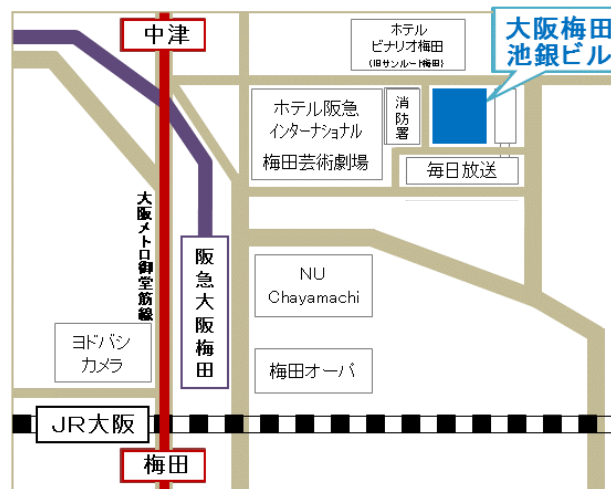 中津
ホテル
ビナリオ梅田
(旧サンルート梅田)
大阪梅田
池銀ビル
ホテル阪急
インターナショナル
梅田芸術劇場
消防署
毎日放送
大阪メトロ御堂筋線
阪急大阪梅田
NU
Chayamachi
ヨドバシ
カメラ
梅田オーパ
JR大阪
梅田